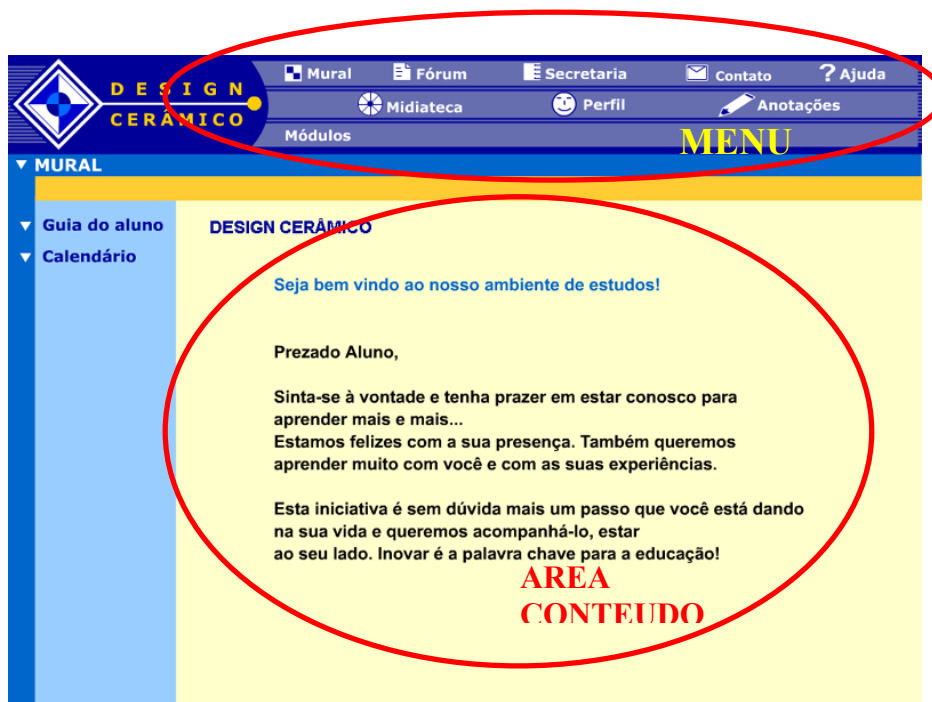 DESIGN
CERÂMICO
Mural Fórum Secretaria Contato ? Ajuda
Midiateca Perfil Anotações
Módulos
MENU
MURAL
Guia do aluno
Calendário
DESIGN CERÂMICO
Seja bem vindo ao nosso ambiente de estudos!
Prezado Aluno,
Sinta-se à vontade e tenha prazer em estar conosco para
aprender mais e mais...
Estamos felizes com a sua presença. Também queremos
aprender muito com você e com as suas experiências.
Esta iniciativa é sem dúvida mais um passo que você está dando
na sua vida e queremos acompanhá-lo, estar
ao seu lado. Inovar é a palavra chave para a educação!
AREA
CONTEUDO